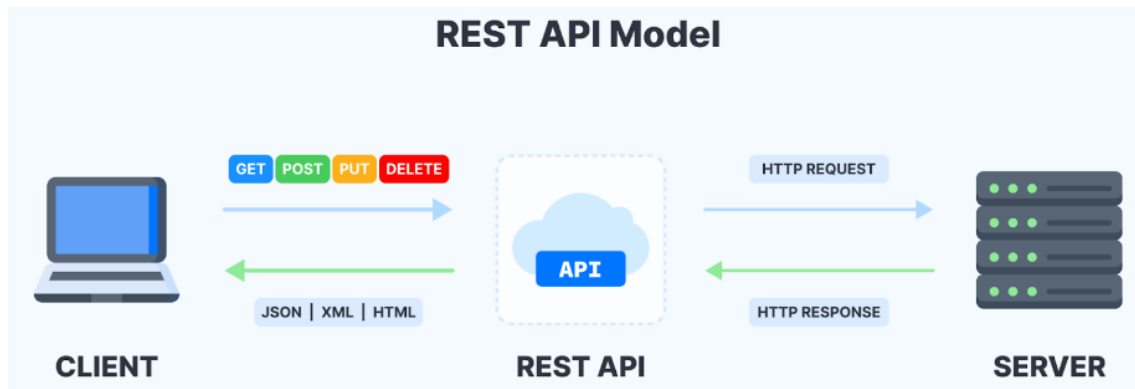 REST API Model
GET POST PUT DELETE
HTTP REQUEST
API
JSON | XML | HTML
HTTP RESPONSE
CLIENT
REST API
SERVER